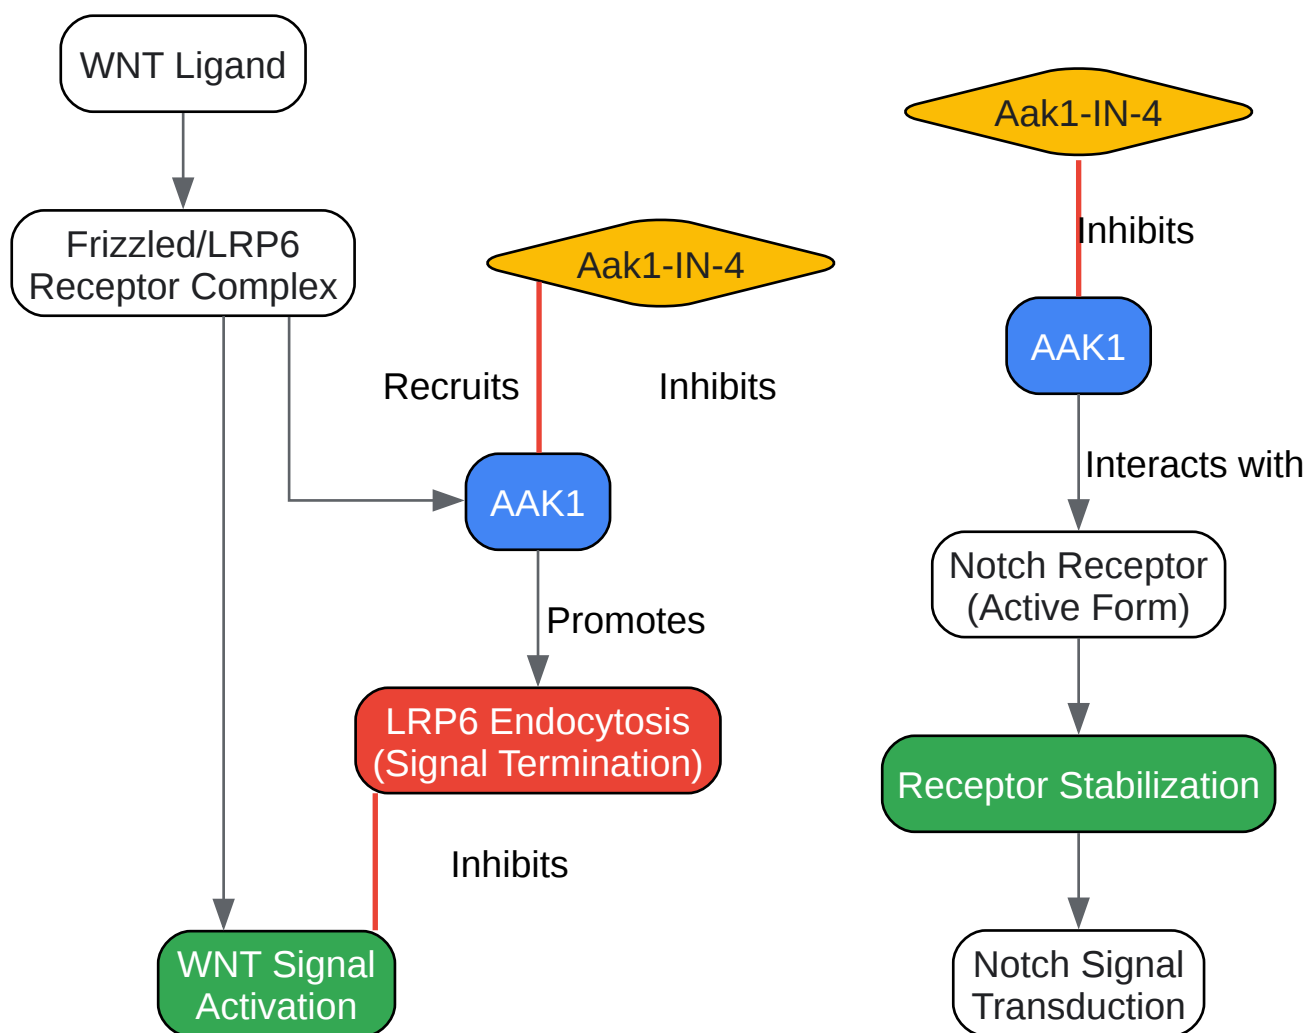 WNT Ligand
Frizzled/LRP6
Receptor Complex
Aak1-IN-4
Recruits
Inhibits
AAK1
Promotes
LRP6 Endocytosis
(Signal Termination)
Inhibits
WNT Signal
Activation
Aak1-IN-4
Inhibits
AAK1
Interacts with
Notch Receptor
(Active Form)
Receptor Stabilization
Notch Signal
Transduction